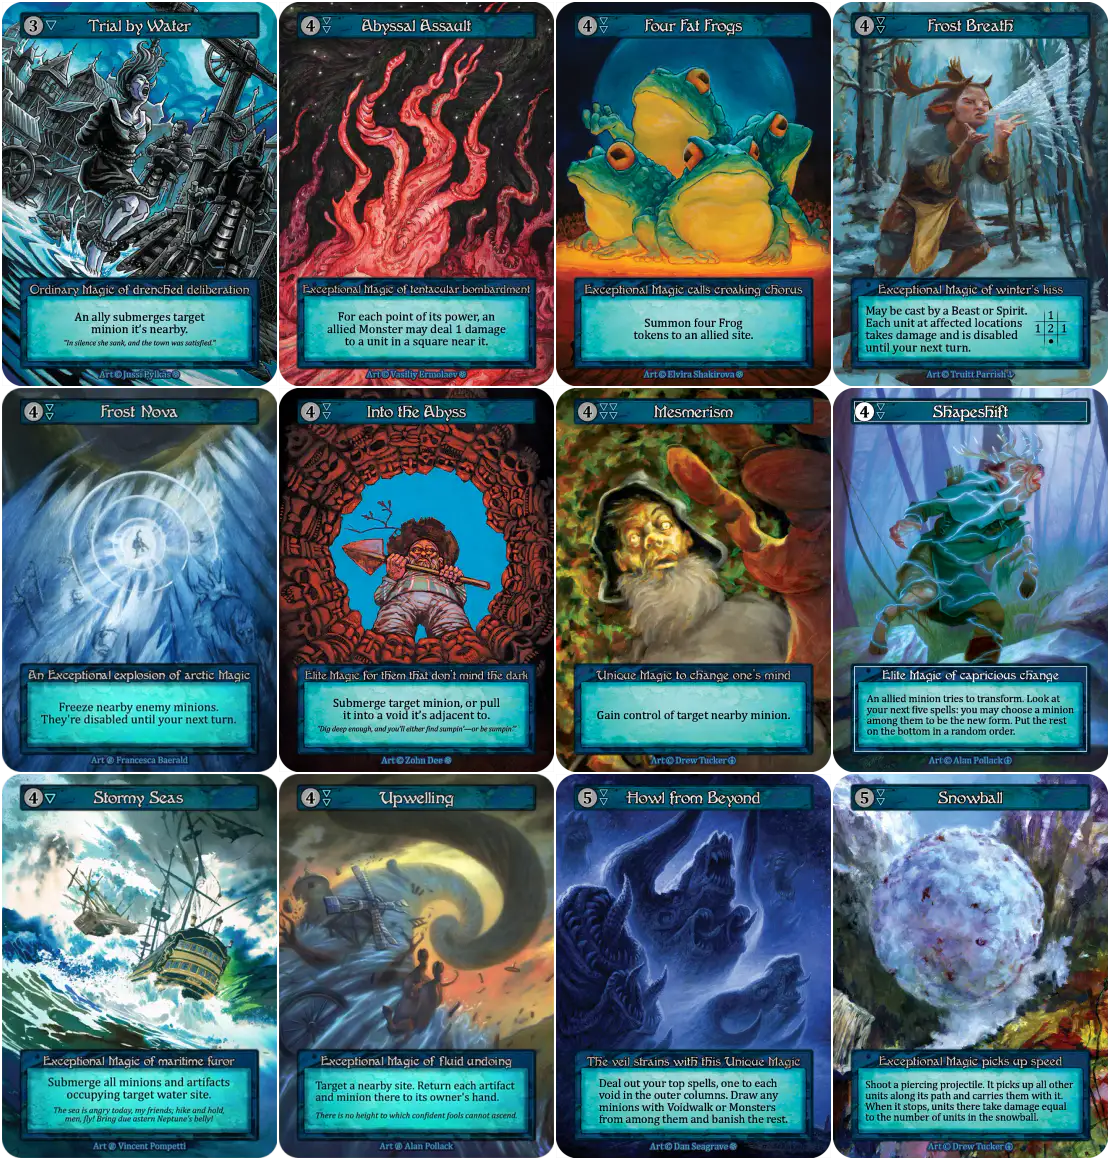 3 Trial by Water
Ordinary Magic of drenched deliberation
An ally submerges target
minion it's nearby.
"In silence she sank, and the town was satisfied."
Art © Jussi Pylkäs
4 Abyssal Assault
Exceptional Magic of tentacular bombardment
For each point of its power, an
allied Monster may deal 1 damage
to a unit in a square near it.
Art © Vasiliy Ermolaev
4 Four Fat Frogs
Exceptional Magic calls croaking chorus
Summon four Frog
tokens to an allied site.
Art © Elvira Shakirova
4 Frost Breath
Exceptional Magic of winter's kiss
May be cast by a Beast or Spirit.
Each unit at affected locations
takes damage and is disabled
until your next turn.
1
1 2 1
Art © Truitt Parrish
4 Frost Nova
An Exceptional explosion of arctic Magic
Freeze nearby enemy minions.
They're disabled until your next turn.
Art @ Francesca Baerald
4 Into the Abyss
Elite Magic for them that don't mind the dark
Submerge target minion, or pull
it into a void it's adjacent to.
"Dig deep enough, and you'll either find sumpin'—or be sumpin'."
Art © Zohn Dee
4 Mesmerism
Unique Magic to change one's mind
Gain control of target nearby minion.
Art © Drew Tucker
4 Shapeshift
Elite Magic of capricious change
An allied minion tries to transform. Look at
your next five spells: you may choose a minion
among them to be the new form. Put the rest
on the bottom in a random order.
Art © Alan Pollack
4 Stormy Seas
Exceptional Magic of maritime furor
Submerge all minions and artifacts
occupying target water site.
The sea is angry today, my friends; hike and hold,
men, fly! Bring due astern Neptune's belly!
Art @ Vincent Pompetti
4 Upwelling
Exceptional Magic of fluid undoing
Target a nearby site. Return each artifact
and minion there to its owner's hand.
There is no height to which confident fools cannot ascend.
Art @ Alan Pollack
5 Howl from Beyond
The veil strains with this Unique Magic
Deal out your top spells, one to each
void in the outer columns. Draw any
minions with Voidwalk or Monsters
from among them and banish the rest.
Art © Dan Seagrave
5 Snowball
Exceptional Magic picks up speed
Shoot a piercing projectile. It picks up all other
units along its path and carries them with it.
When it stops, units there take damage equal
to the number of units in the snowball.
Art © Drew Tucker